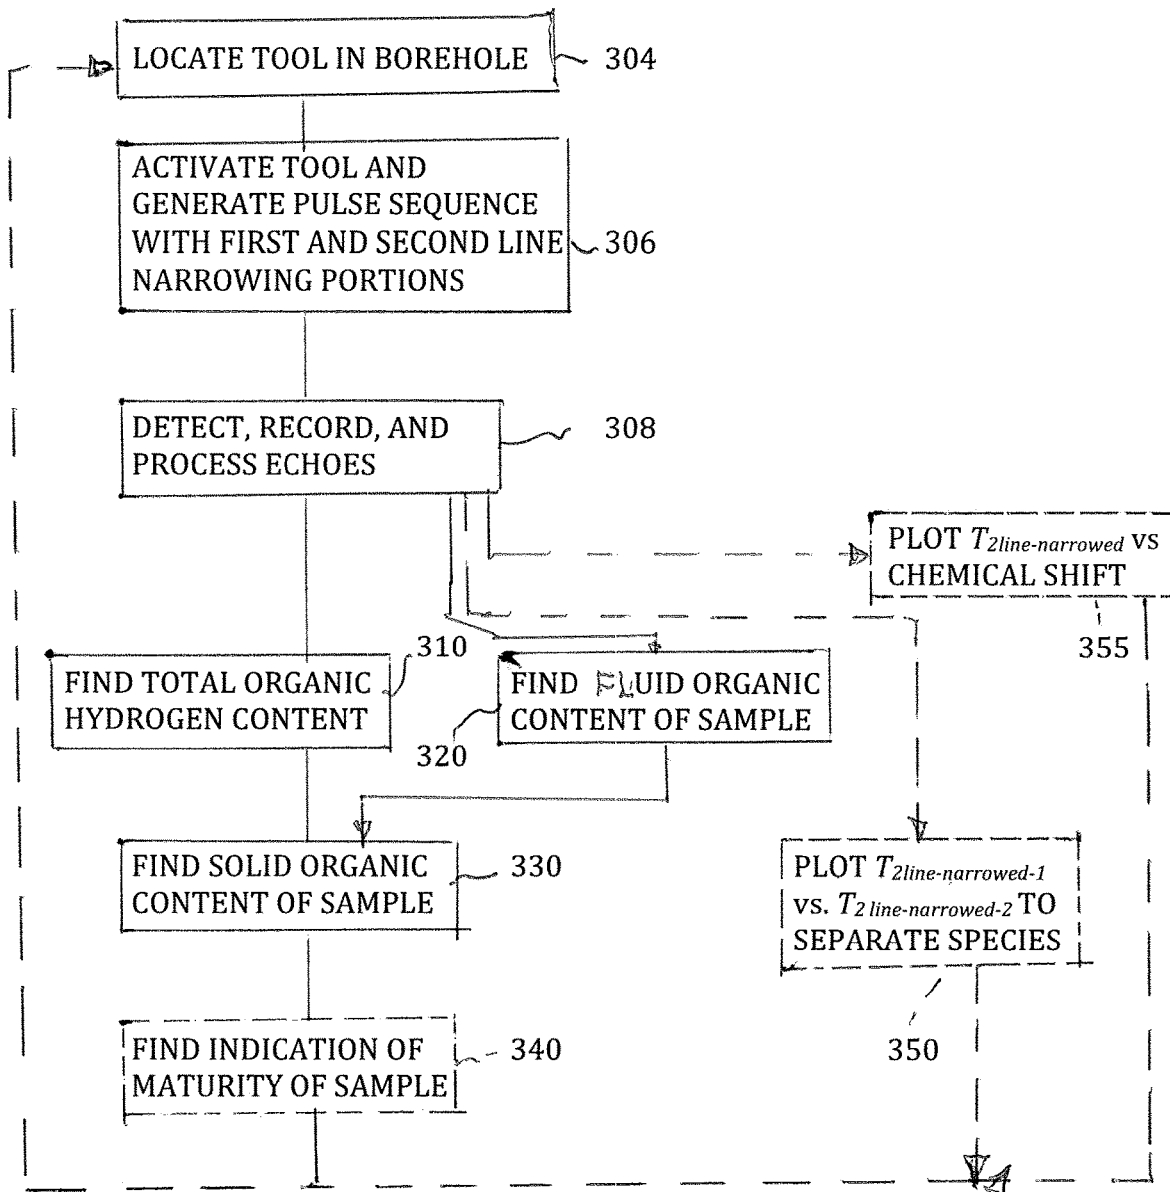 LOCATE TOOL IN BOREHOLE
304
ACTIVATE TOOL AND
GENERATE PULSE SEQUENCE
WITH FIRST AND SECOND LINE
NARROWING PORTIONS
306
DETECT, RECORD, AND
PROCESS ECHOES
308
PLOT T2line-narrowed vs
CHEMICAL SHIFT
355
310
FIND TOTAL ORGANIC
HYDROGEN CONTENT
FIND FLUID ORGANIC
CONTENT OF SAMPLE
320
FIND SOLID ORGANIC
CONTENT OF SAMPLE
330
PLOT T2line-narrowed-1
vs. T2 line-narrowed-2 TO
SEPARATE SPECIES
350
FIND INDICATION OF
MATURITY OF SAMPLE
340